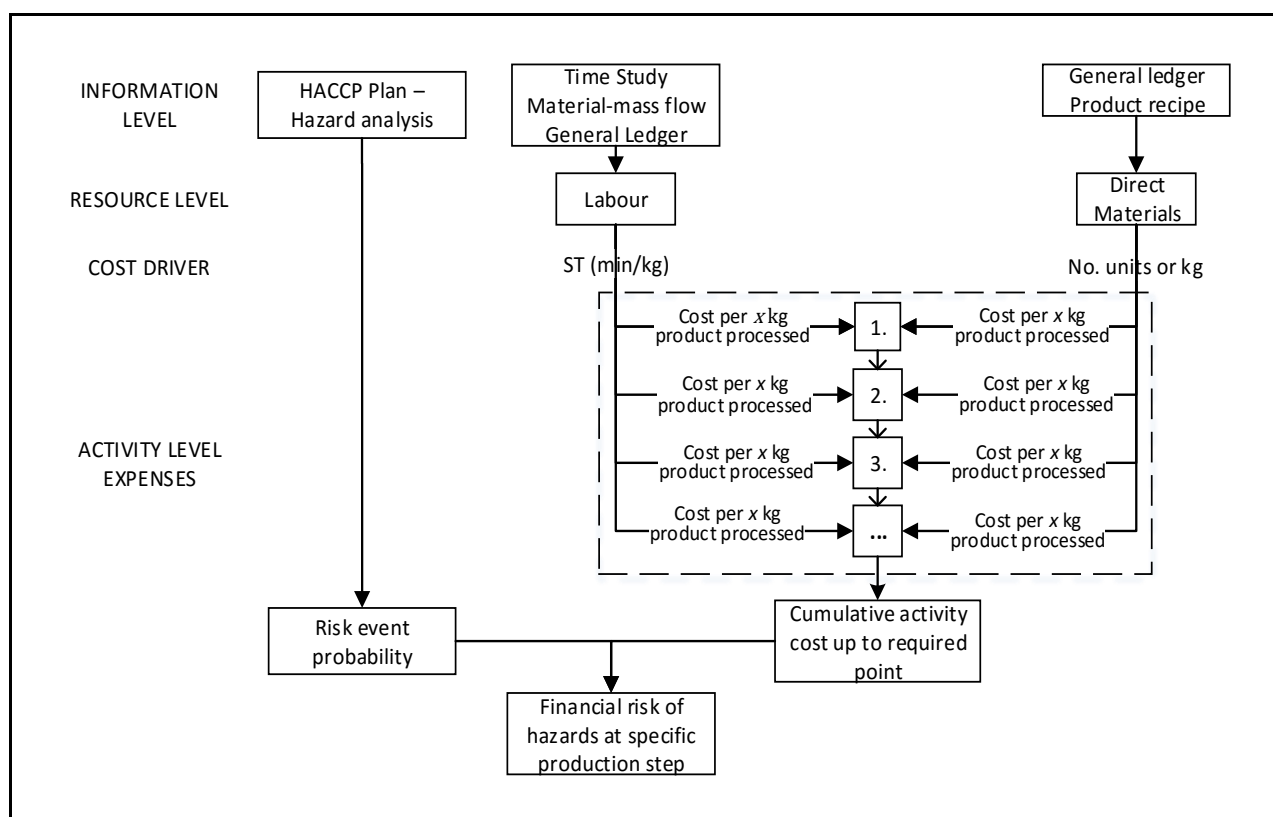 INFORMATION
LEVEL
HACCP Plan –
Hazard analysis
Time Study
Material-mass flow
General Ledger
General ledger
Product recipe
RESOURCE LEVEL
Labour
Direct
Materials
COST DRIVER
ST (min/kg)
No. units or kg
ACTIVITY LEVEL
EXPENSES
Cost per x kg
product processed
1.
Cost per x kg
product processed
Cost per x kg
product processed
2.
Cost per x kg
product processed
Cost per x kg
product processed
3.
Cost per x kg
product processed
Cost per x kg
product processed
...
Cost per x kg
product processed
Risk event
probability
Cumulative activity
cost up to required
point
Financial risk of
hazards at specific
production step